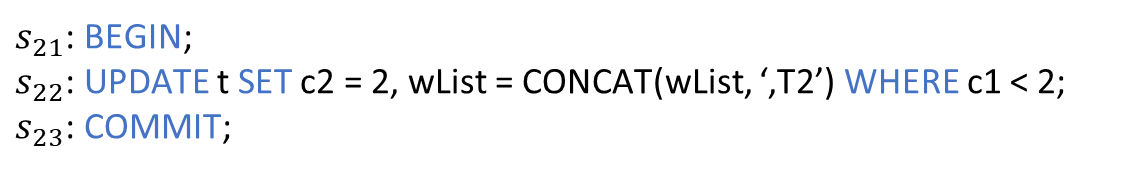 s21: BEGIN;
s22: UPDATE t SET c2 = 2, wList = CONCAT(wList, ‘,T2’) WHERE c1 < 2;
s23: COMMIT;